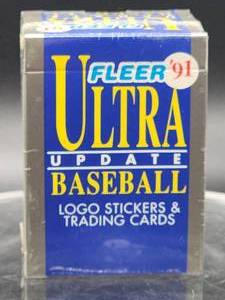 FLEER '91
ULTRA
UPDATE
BASEBALL
LOGO STICKERS &
TRADING CARDS